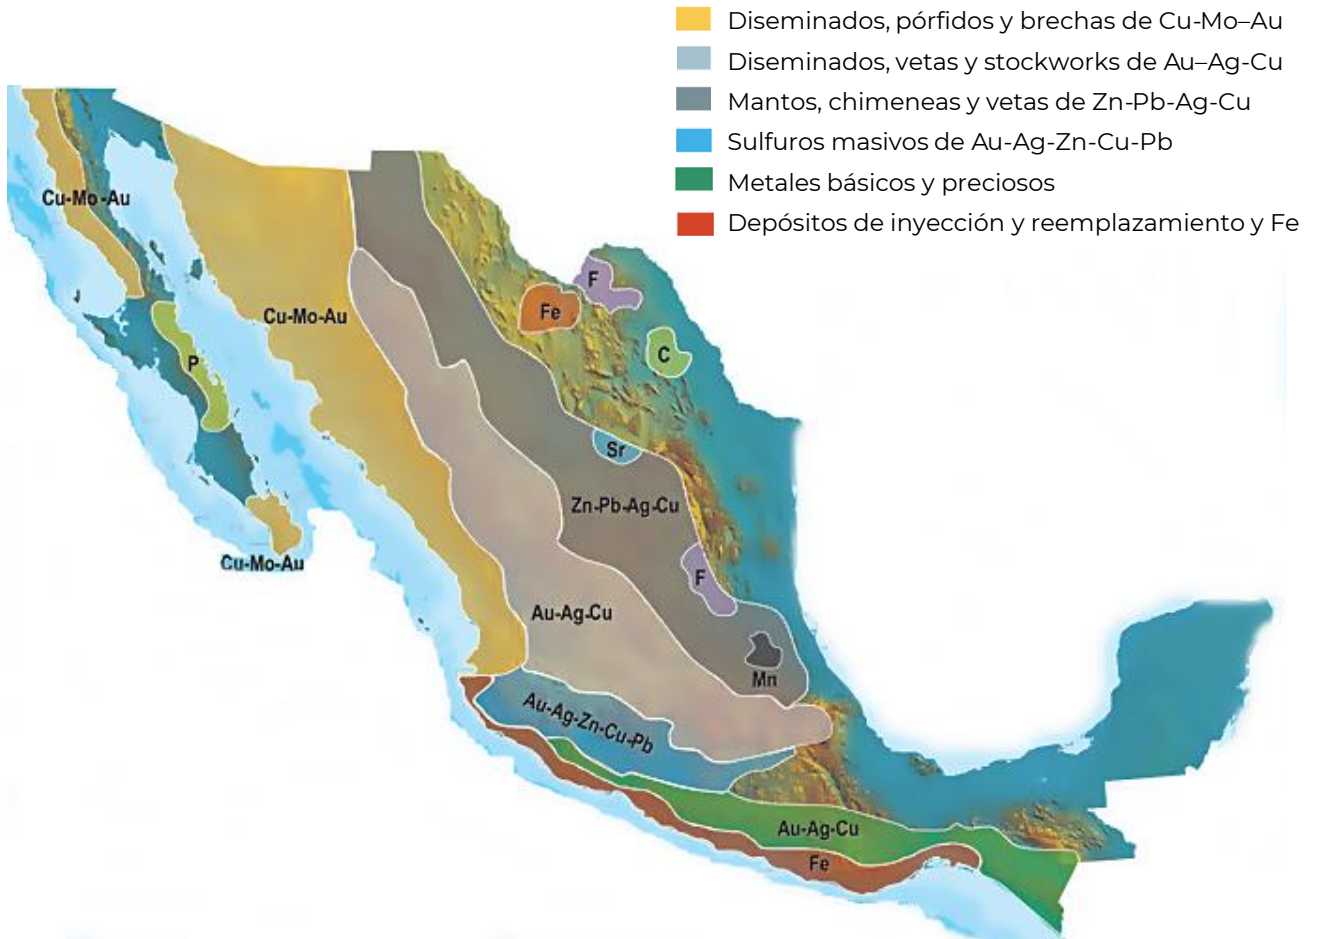 Diseminados, pórfidos y brechas de Cu-Mo–Au
Diseminados, vetas y stockworks de Au–Ag-Cu
Mantos, chimeneas y vetas de Zn-Pb-Ag-Cu
Sulfuros masivos de Au-Ag-Zn-Cu-Pb
Metales básicos y preciosos
Depósitos de inyección y reemplazamiento y Fe
Cu-Mo-Au
F
Fe
Cu-Mo-Au
C
P
Sr
Zn-Pb-Ag-Cu
Cu-Mo-Au
F
Au-Ag-Cu
Mn
Au-Ag-Zn-Cu-Pb
Au-Ag-Cu
Fe